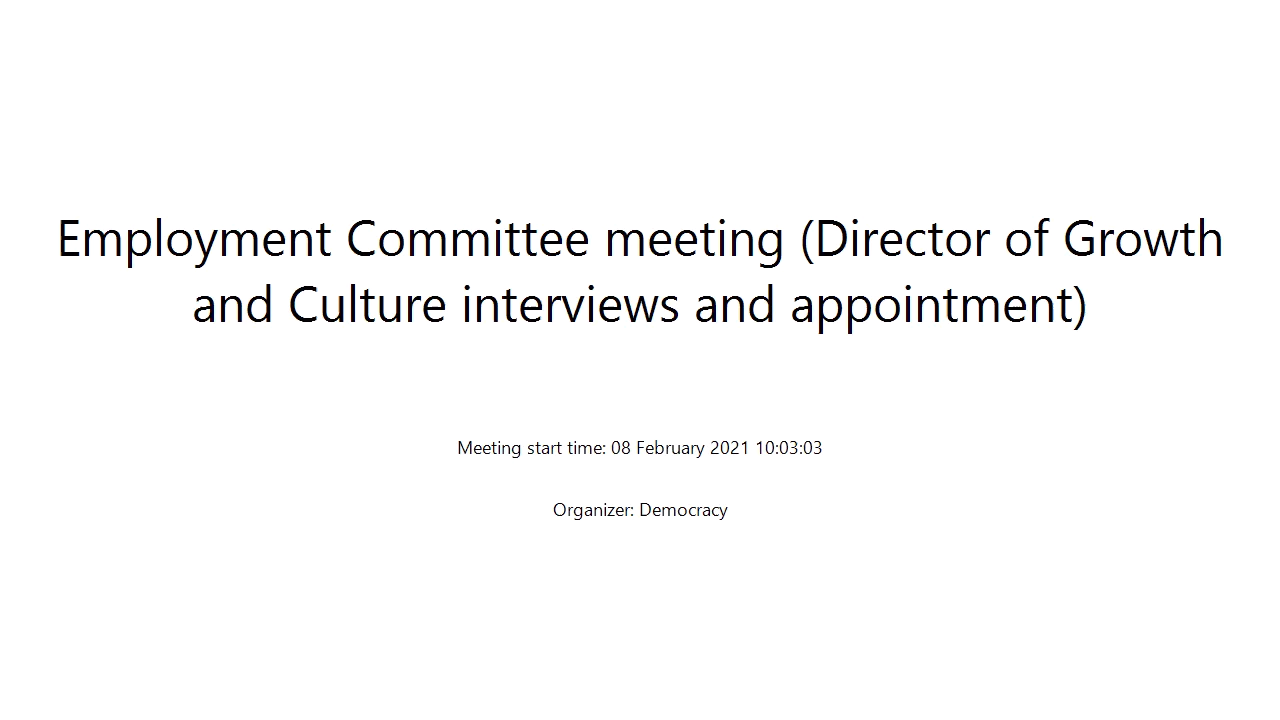 Employment Committee meeting (Director of Growth
and Culture interviews and appointment)
Meeting start time: 08 February 2021 10:03:03
Organizer: Democracy